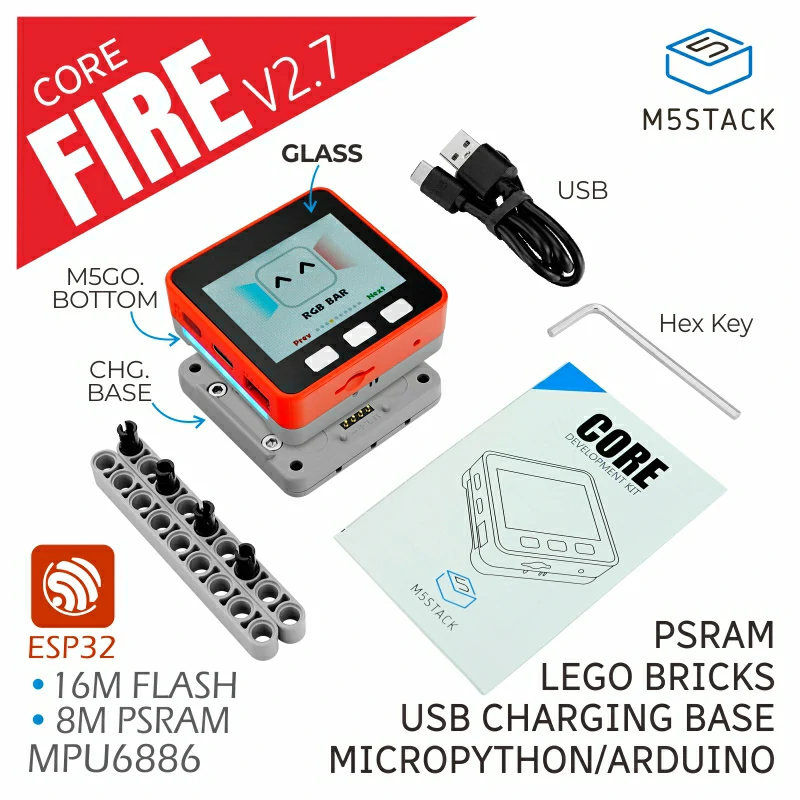 CORE
FIRE V2.7
M5STACK
GLASS
USB
M5GO.
BOTTOM
RGB BAR
Prev
Next
Hex Key
CHG.
BASE
CORE
DEVELOPMENT KIT
M5STACK
ESP32
• 16M FLASH
• 8M PSRAM
MPU6886
PSRAM
LEGO BRICKS
USB CHARGING BASE
MICROPYTHON/ARDUINO